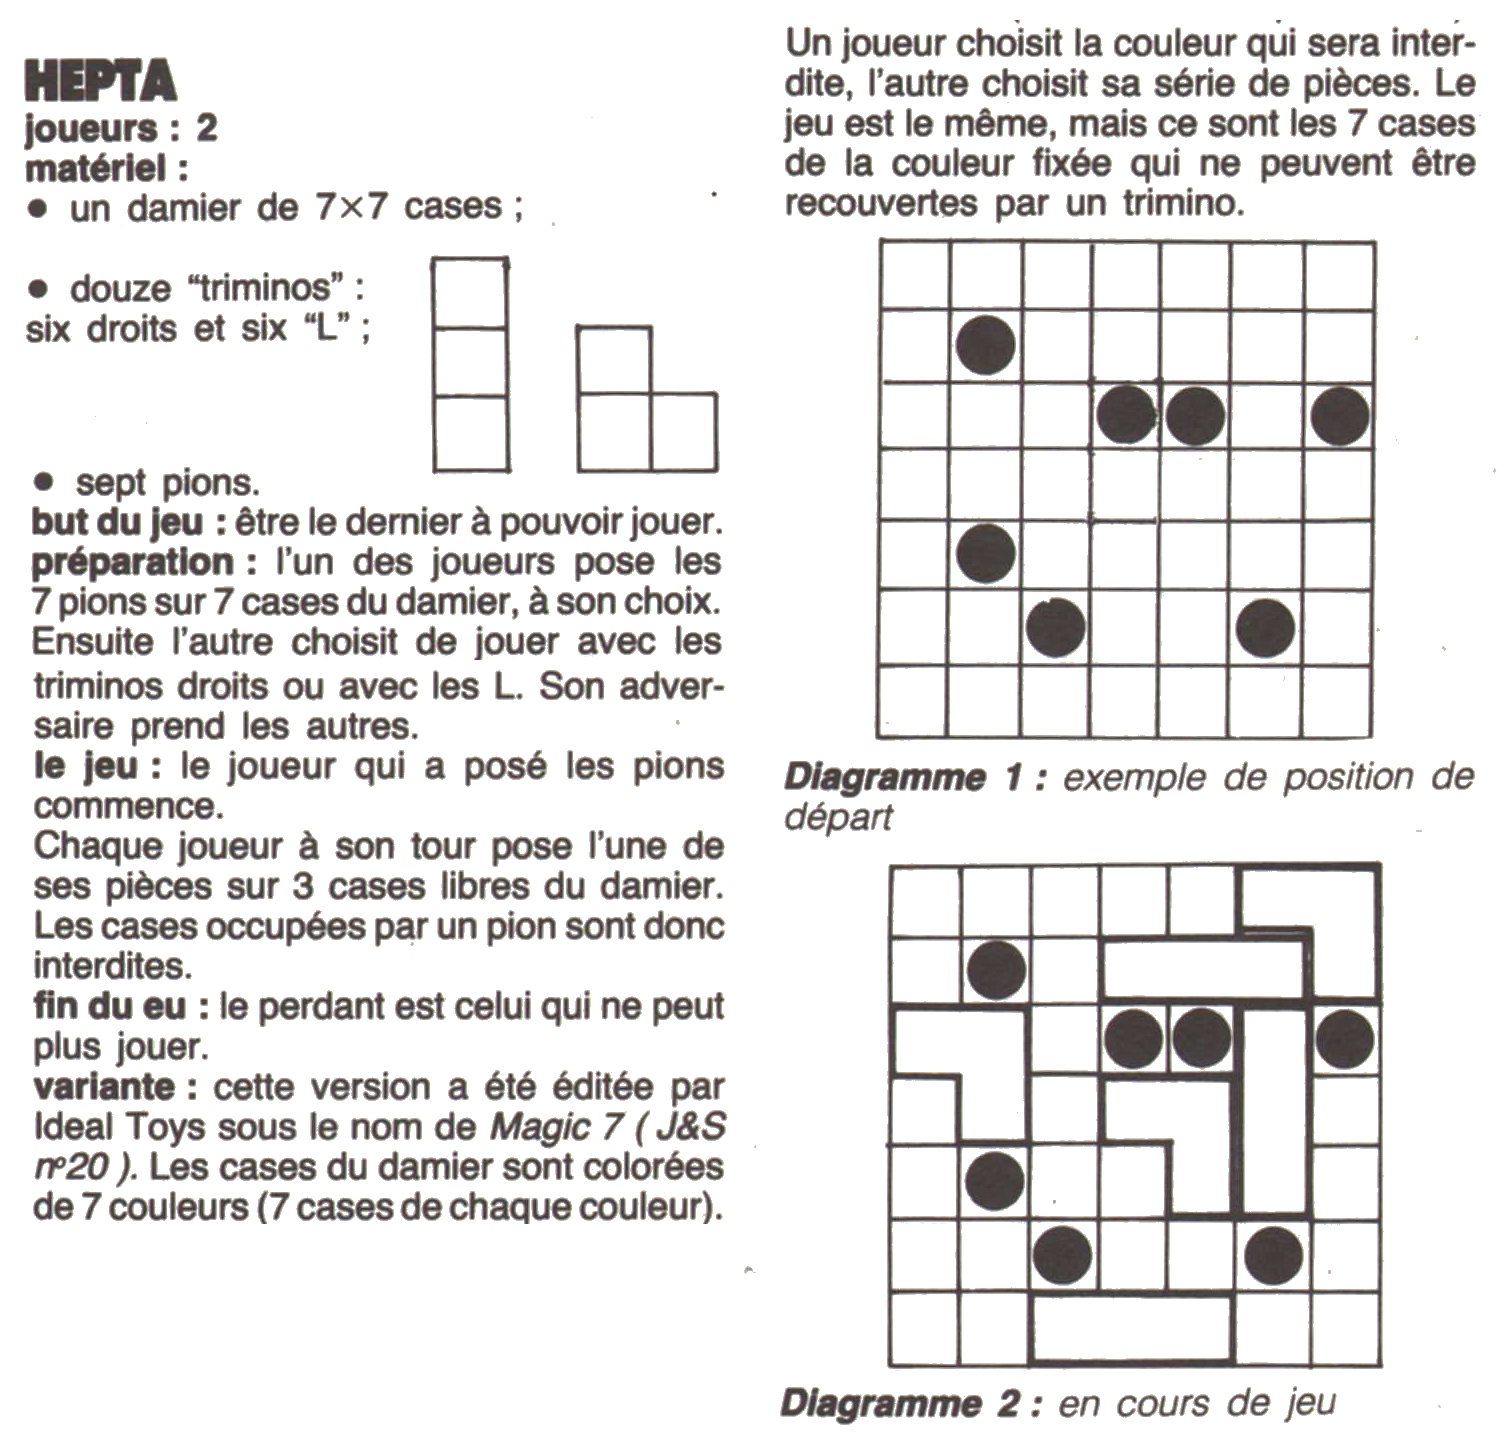 HEPTA
joueurs : 2
matériel :
● un damier de 7×7 cases ;
● douze “triminos” :
six droits et six “L” ;
● sept pions.
but du jeu : être le dernier à pouvoir jouer.
préparation : l’un des joueurs pose les
7 pions sur 7 cases du damier, à son choix.
Ensuite l’autre choisit de jouer avec les
triminos droits ou avec les L. Son adver-
saire prend les autres.
le jeu : le joueur qui a posé les pions
commence.
Chaque joueur à son tour pose l’une de
ses pièces sur 3 cases libres du damier.
Les cases occupées par un pion sont donc
interdites.
fin du eu : le perdant est celui qui ne peut
plus jouer.
variante : cette version a été éditée par
Ideal Toys sous le nom de Magic 7 ( J&S
nº20 ). Les cases du damier sont colorées
de 7 couleurs (7 cases de chaque couleur).
Un joueur choisit la couleur qui sera inter-
dite, l’autre choisit sa série de pièces. Le
jeu est le même, mais ce sont les 7 cases
de la couleur fixée qui ne peuvent être
recouvertes par un trimino.
Diagramme 1 : exemple de position de
départ
Diagramme 2 : en cours de jeu